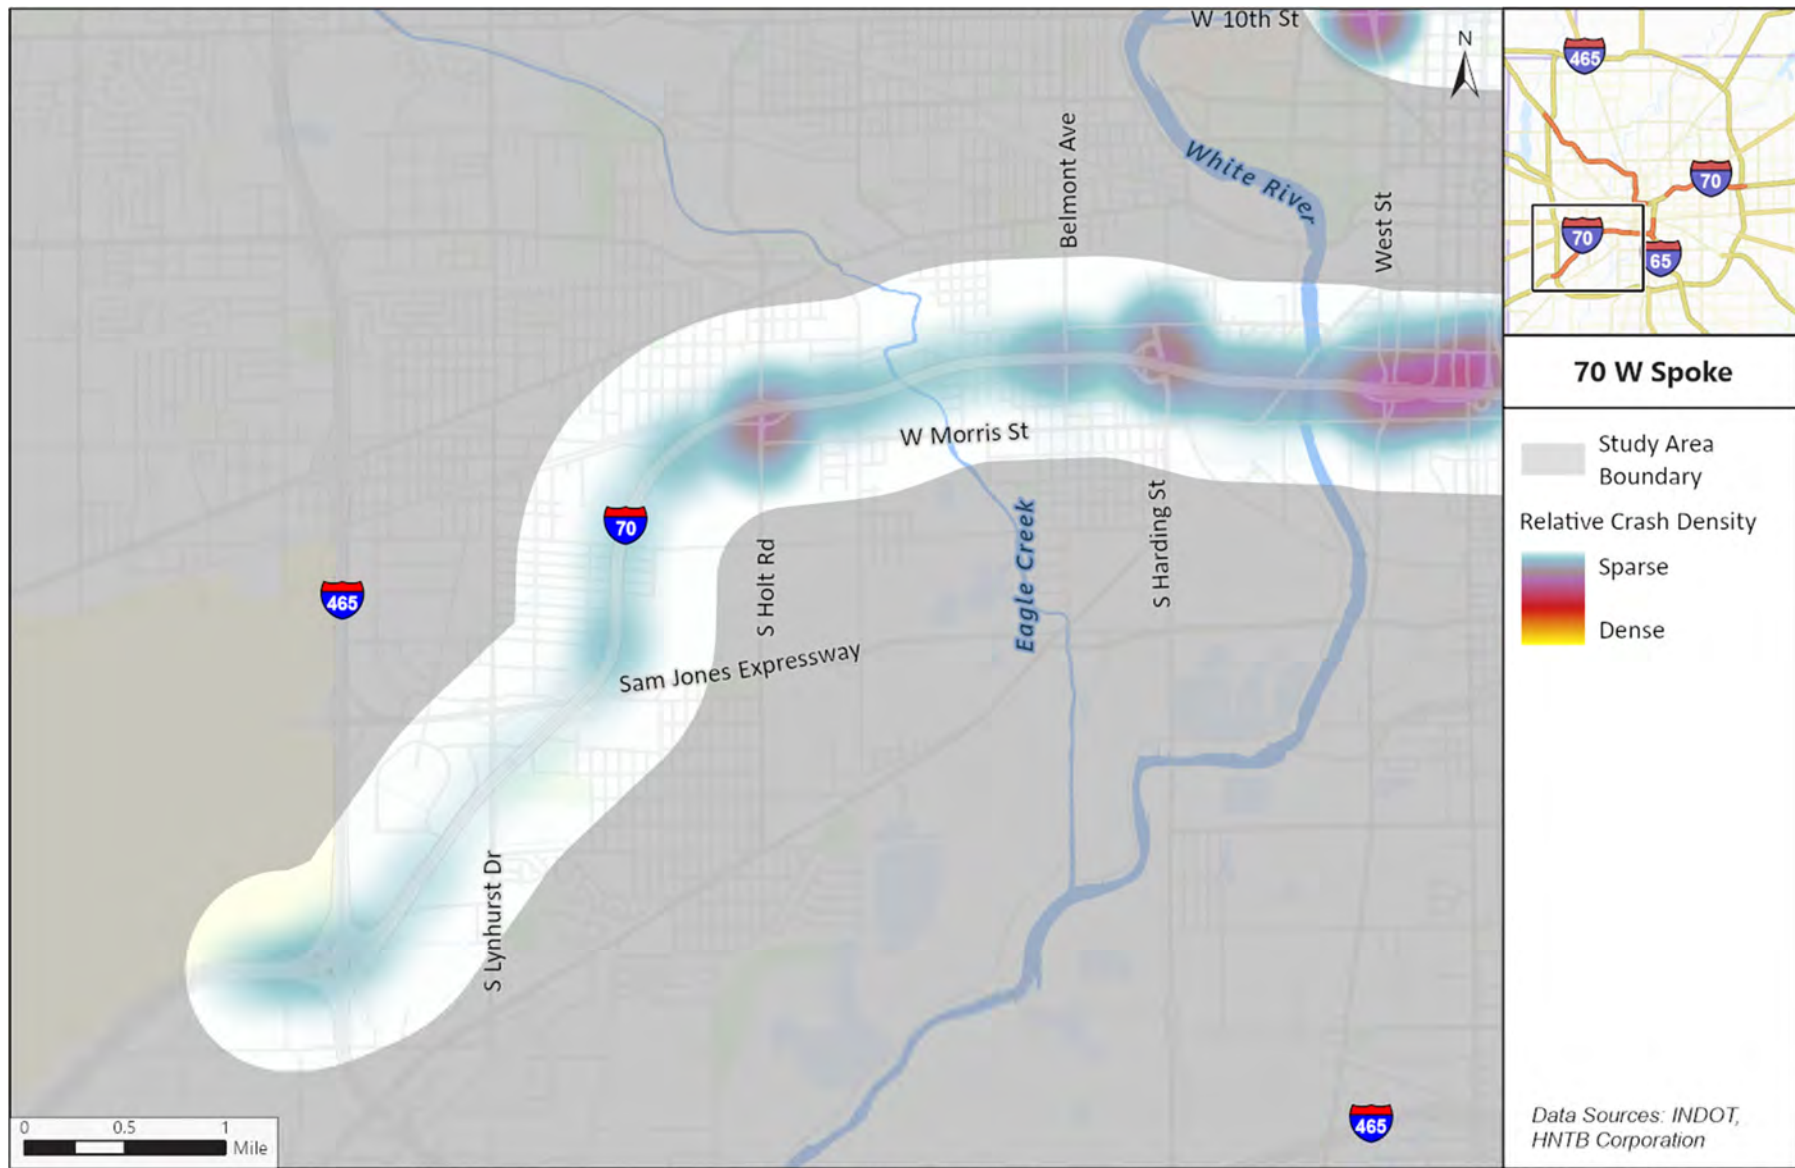 W 10th St
N
Belmont Ave
White River
West St
W Morris St
70
S Holt Rd
Eagle Creek
S Harding St
465
Sam Jones Expressway
S Lynhurst Dr
0 0.5 1
Mile
465
465
70
70
65
70 W Spoke
Study Area
Boundary
Relative Crash Density
Sparse
Dense
Data Sources: INDOT,
HNTB Corporation